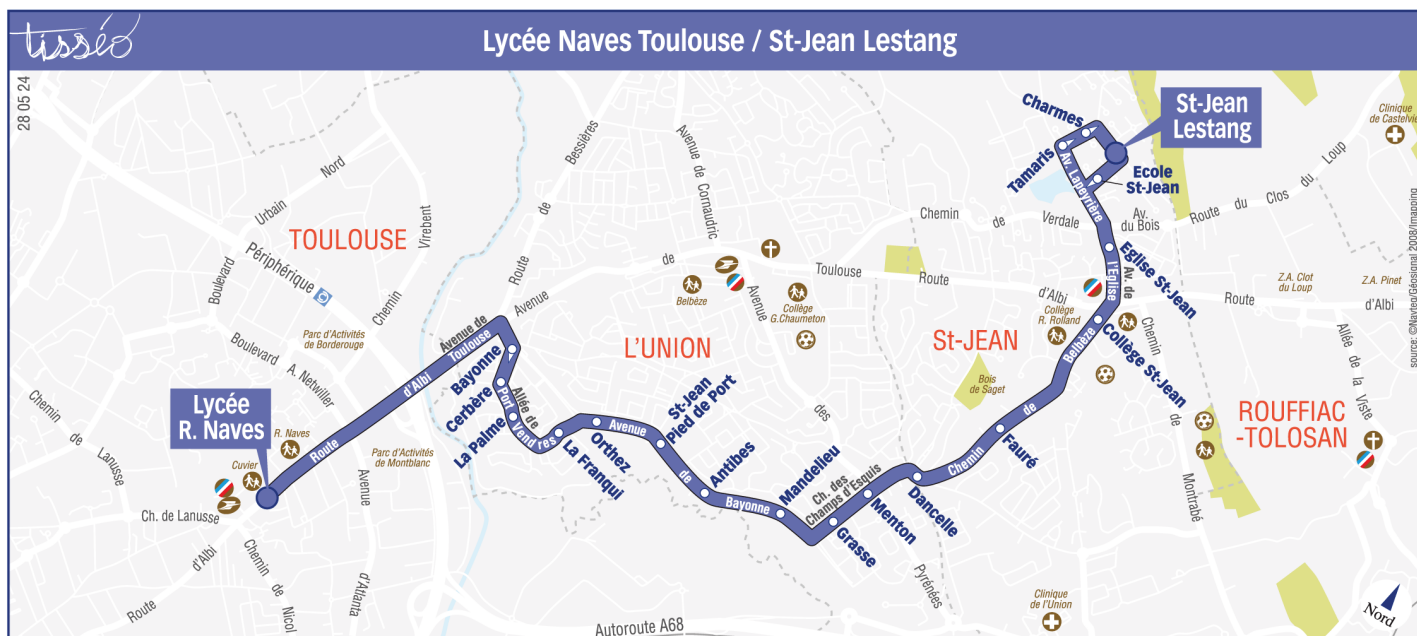 tisséo
Lycée Naves Toulouse / St-Jean Lestang
28 05 24
Clinique
de Castelvie
Charmes
St-Jean
Lestang
Tamaris
Av. Lapeyrière
Ecole
St-Jean
Bessières
de
Route
Avenue de Cornaudric
Nord
Urbain
Boulevard
TOULOUSE
Virebent
Chemin
Périphérique
Chemin
de
Verdale
Av.
du Bois
Route du Clos du Loup
Eglise St-Jean
Avenue
de
Toulouse
Route
d'Albi
Av. de
l'Eglise
Z.A. Clot
du Loup
Z.A. Pinet
Route
d'Albi
Belbèze
Avenue
Collège
G.Chaumeton
Collège
R. Rolland
Parc d'Activités
de Borderouge
Boulevard
A. Netwiller
Avenue de
Toulouse
Bayonne
L'UNION
St-JEAN
Bois
de Saget
Belbèze
Collège St-Jean
Chemin
de
Montrabé
Allée de la Viste
source: ©Navteq/Géosignal 2008/Imapping
Chemin
de
Lanusse
Lycée
R. Naves
R. Naves
Cuvier
Route
d'Albi
Cerbère
Allée de
Port
Vendres
La Palme
La Franqui
Orthez
Avenue
St-Jean
Pied de Port
de
Antibes
Bayonne
Mandelieu
des
Ch. des
Champs d'Esquis
Grasse
Menton
Dancelle
Chemin
de
Fauré
ROUFFIAC
-TOLOSAN
Parc d'Activités
de Montblanc
Ch. de Lanusse
Route
d'Albi
Chemin de Nicol
Avenue
d'Atlanta
Autoroute A68
Pyrénées
Clinique
de l'Union
Nord